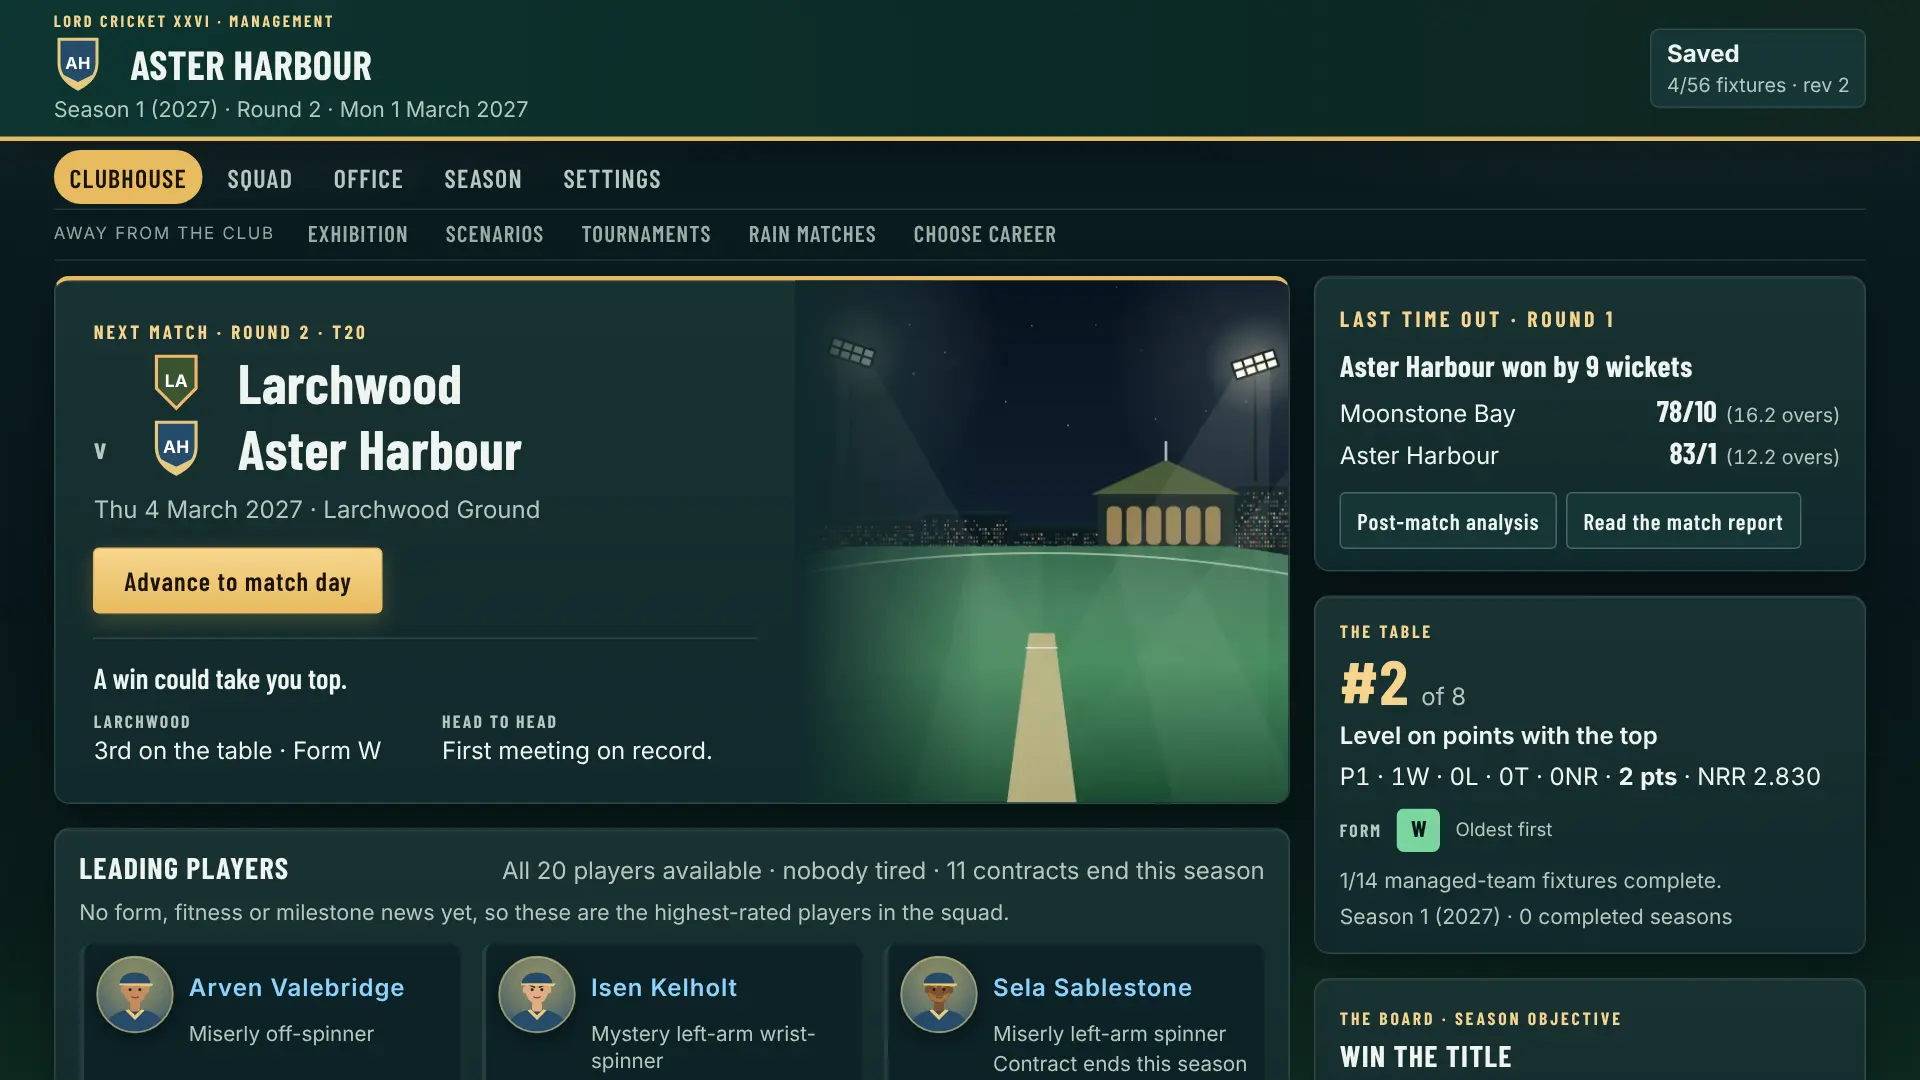 LORD CRICKET XXVI · MANAGEMENT
AH
ASTER HARBOUR
Season 1 (2027) · Round 2 · Mon 1 March 2027
Saved
4/56 fixtures · rev 2
CLUBHOUSE SQUAD OFFICE SEASON SETTINGS
AWAY FROM THE CLUB EXHIBITION SCENARIOS TOURNAMENTS RAIN MATCHES CHOOSE CAREER
NEXT MATCH · ROUND 2 · T20
LA Larchwood
V AH Aster Harbour
Thu 4 March 2027 · Larchwood Ground
Advance to match day
A win could take you top.
LARCHWOOD
3rd on the table · Form W
HEAD TO HEAD
First meeting on record.
LAST TIME OUT · ROUND 1
Aster Harbour won by 9 wickets
Moonstone Bay 78/10 (16.2 overs)
Aster Harbour 83/1 (12.2 overs)
Post-match analysis Read the match report
THE TABLE
#2 of 8
Level on points with the top
P1 · 1W · 0L · 0T · 0NR · 2 pts · NRR 2.830
FORM W Oldest first
1/14 managed-team fixtures complete.
Season 1 (2027) · 0 completed seasons
LEADING PLAYERS
All 20 players available · nobody tired · 11 contracts end this season
No form, fitness or milestone news yet, so these are the highest-rated players in the squad.
Arven Valebridge
Miserly off-spinner
Isen Kelholt
Mystery left-arm wrist-
spinner
Sela Sablestone
Miserly left-arm spinner
Contract ends this season
THE BOARD · SEASON OBJECTIVE
WIN THE TITLE